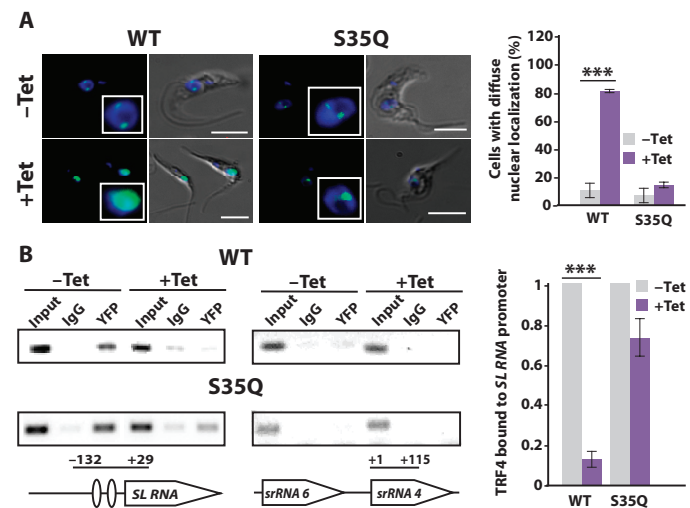 A
WT
S35Q
–Tet
+Tet
Cells with diffuse
nuclear localization (%)
120
100
80
60
40
20
0
***
–Tet
+Tet
WT
S35Q
B
WT
–Tet
+Tet
–Tet
+Tet
Input
IgG
YFP
Input
IgG
YFP
Input
IgG
YFP
Input
IgG
YFP
S35Q
–132
+29
+1
+115
SL RNA
srRNA 6
srRNA 4
TRF4 bound to SL RNA promoter
1
0.8
0.6
0.4
0.2
0
***
–Tet
+Tet
WT
S35Q